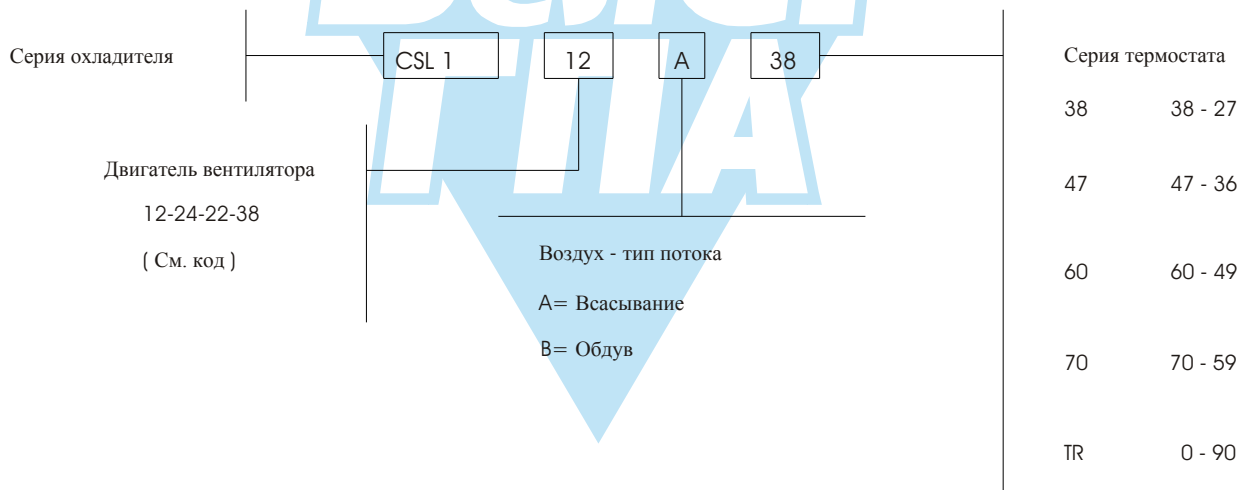 Серия охладителя
CSL 1
12
A
38
Серия термостата
38 38 - 27
Двигатель вентилятора
47 47 - 36
12-24-22-38
( См. код )
Воздух - тип потока
60 60 - 49
A= Всасывание
B= Обдув
70 70 - 59
TR 0 - 90